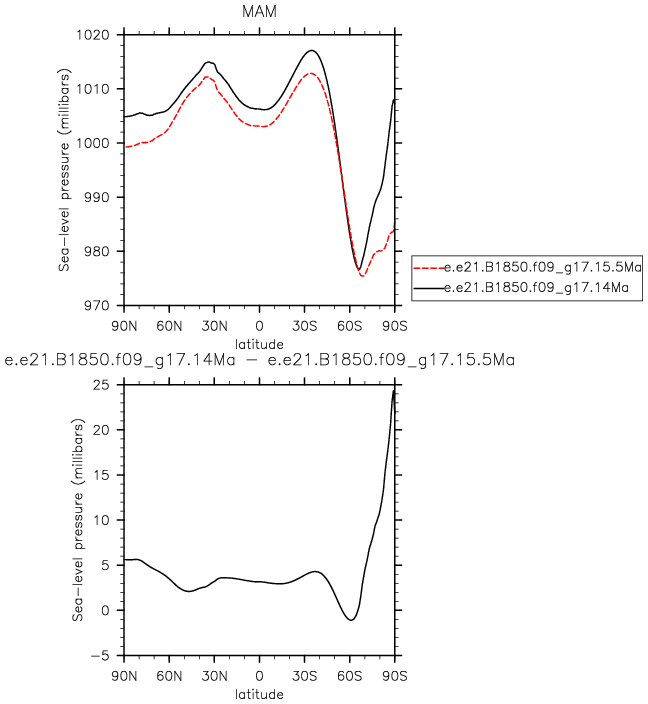 MAM
1020
1010
1000
990
980
970
Sea-level pressure (millibars)
90N 60N 30N 0 30S 60S 90S
latitude
e.e21.B1850.f09_g17.15.5Ma
e.e21.B1850.f09_g17.14Ma
e.e21.B1850.f09_g17.14Ma - e.e21.B1850.f09_g17.15.5Ma
25
20
15
10
5
0
-5
Sea-level pressure (millibars)
90N 60N 30N 0 30S 60S 90S
latitude